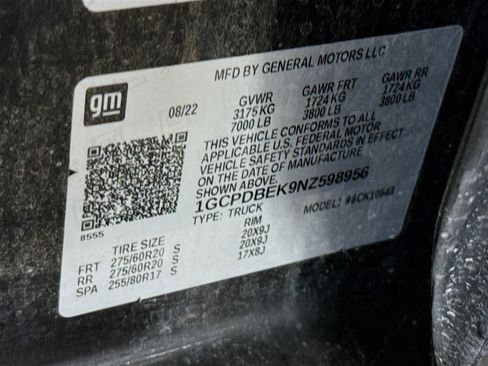 MFD BY GENERAL MOTORS LLC
gm
08/22
GVWR GAWR FRT GAWR RR
3175 KG 1724 KG 1724 KG
7000 LB 3800 LB 3800 LB
THIS VEHICLE CONFORMS TO ALL
APPLICABLE U.S. FEDERAL MOTOR
VEHICLE SAFETY STANDARDS IN EFFECT
ON THE DATE OF MANUFACTURE
SHOWN ABOVE.
1GCPDBEK9NZ598956
TYPE: TRUCK MODEL: 96CK10543
8555
TIRE SIZE RIM
FRT 275/60R20 S 20X9J
RR 275/60R20 S 20X9J
SPA 255/80R17 S 17X8J